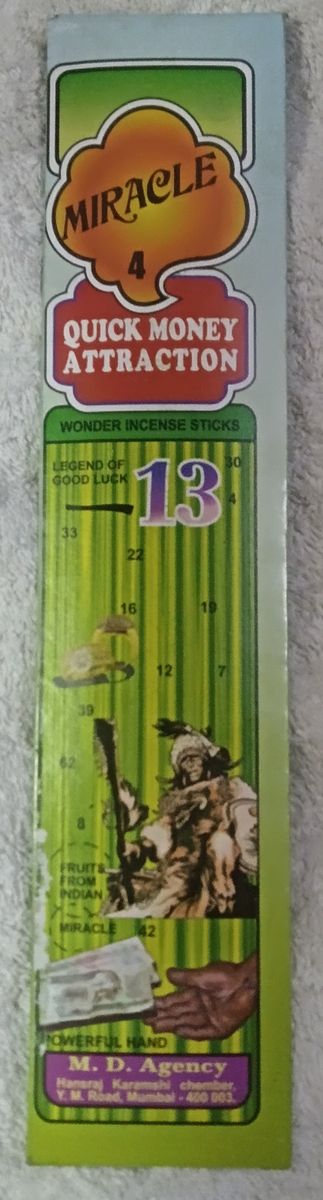 MIRACLE
4
QUICK MONEY
ATTRACTION
WONDER INCENSE STICKS
LEGEND OF
GOOD LUCK
13
30
4
33
22
16
19
12
7
39
62
8
FRUITS
FROM
INDIAN
MIRACLE
42
POWERFUL HAND
M. D. Agency
Hansraj Karamshi chember,
Y. M. Road, Mumbai - 400 003.